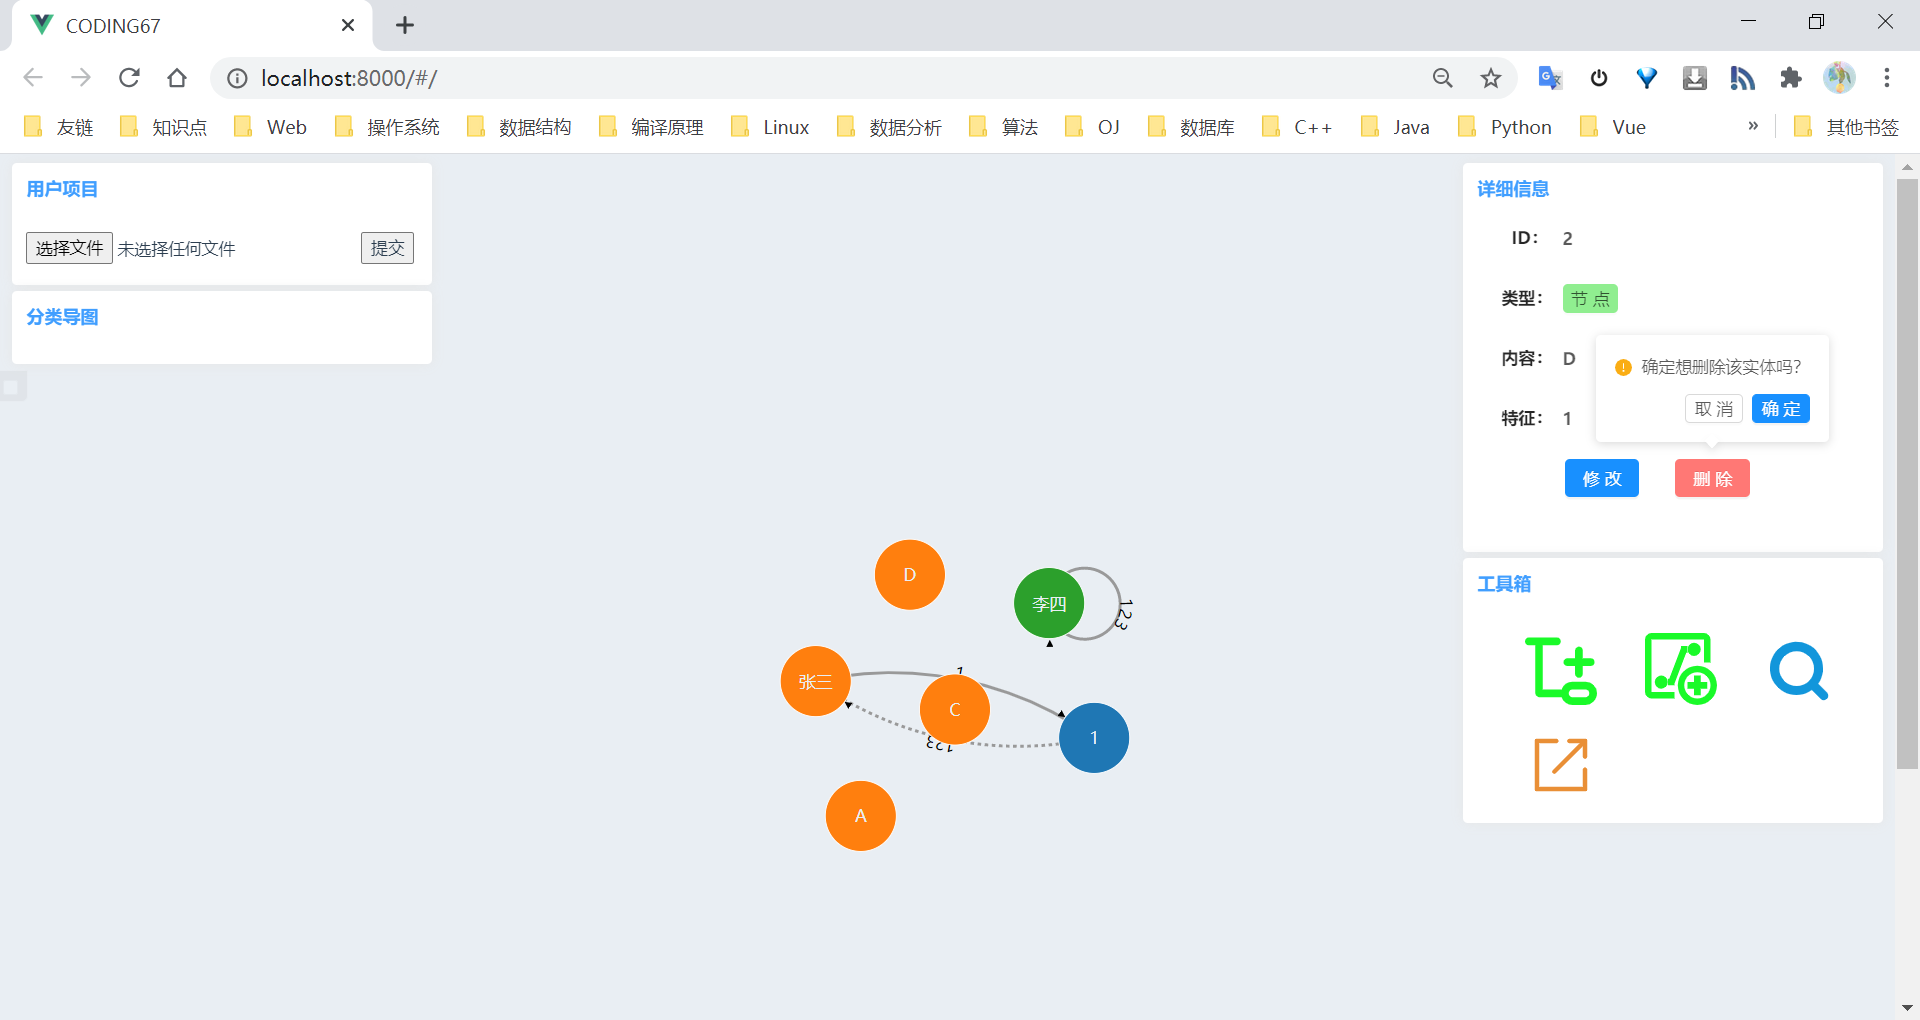 CODING67
localhost:8000/#/
友链 知识点 Web 操作系统 数据结构 编译原理 Linux 数据分析 算法 OJ 数据库 C++ Java Python Vue » 其他书签
用户项目
选择文件 未选择任何文件 提交
分类导图
详细信息
ID： 2
类型： 节 点
内容： D
特征： 1
确定想删除该实体吗？
取 消 确 定
修 改 删 除
工具箱
D
李四
123
张三
1
C
123
1
A